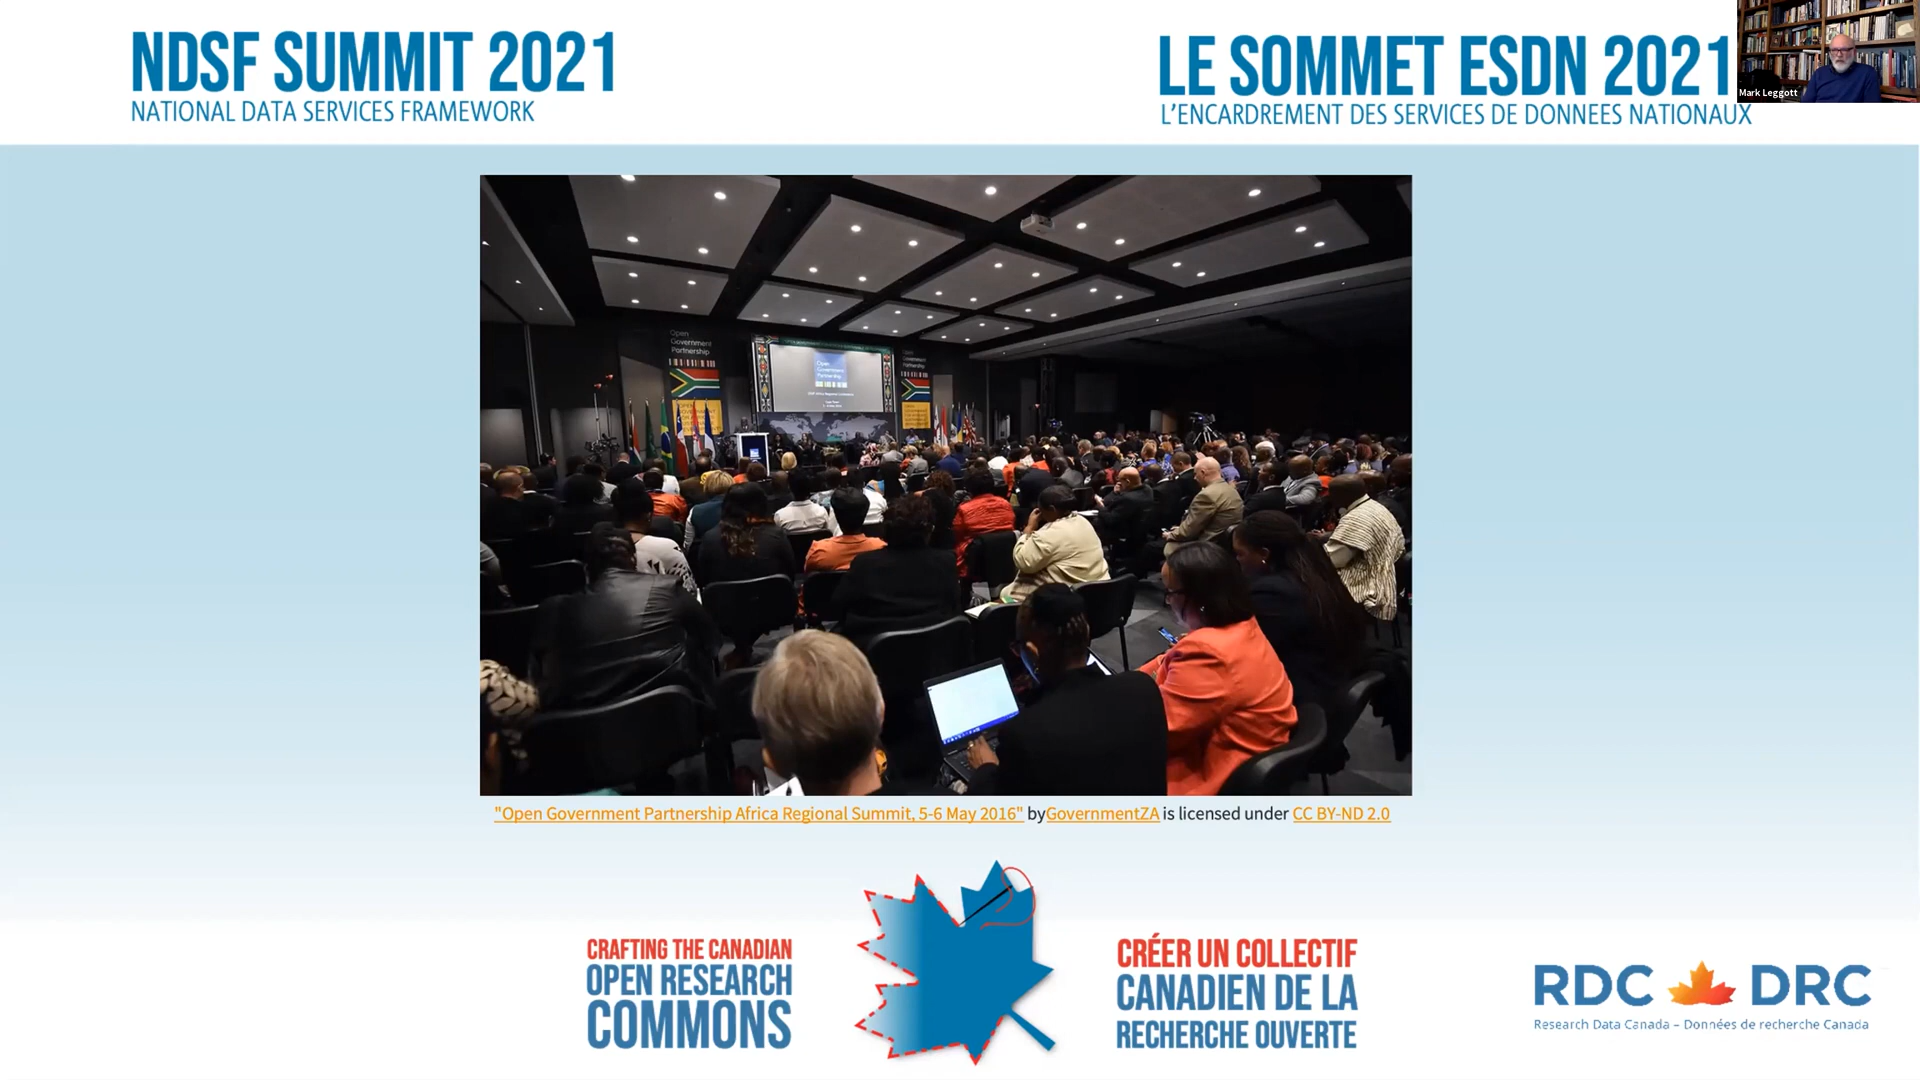 NDSF SUMMIT 2021
NATIONAL DATA SERVICES FRAMEWORK
LE SOMMET ESDN 2021
L'ENCARDREMENT DES SERVICES DE DONNEES NATIONAUX
Mark Leggott
Open
Government
Partnership
Open
Government
Partnership
"Open Government Partnership Africa Regional Summit, 5-6 May 2016" byGovernmentZA is licensed under CC BY-ND 2.0
CRAFTING THE CANADIAN
OPEN RESEARCH
COMMONS
CRÉER UN COLLECTIF
CANADIEN DE LA
RECHERCHE OUVERTE
RDC DRC
Research Data Canada – Données de recherche Canada